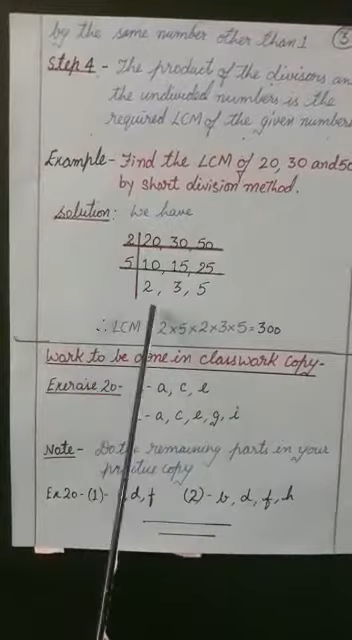 by the same number other than 1 3
Step 4 - The product of the divisors an
the undivided numbers is the
required LCM of the given numbers
Example - Find the LCM of 20, 30 and 50
by short division method.
Solution: We have
2 | 20, 30, 50
5 | 10, 15, 25
2, 3, 5
∴ LCM 2×5×2×3×5 = 300
Work to be done in classwork copy-
Exercise 20- - a, c, e
- a, c, e, g, i
Note - Do the remaining parts in your
practice copy
Ex 20 - (1) - , d, f (2) - b, d, f, h